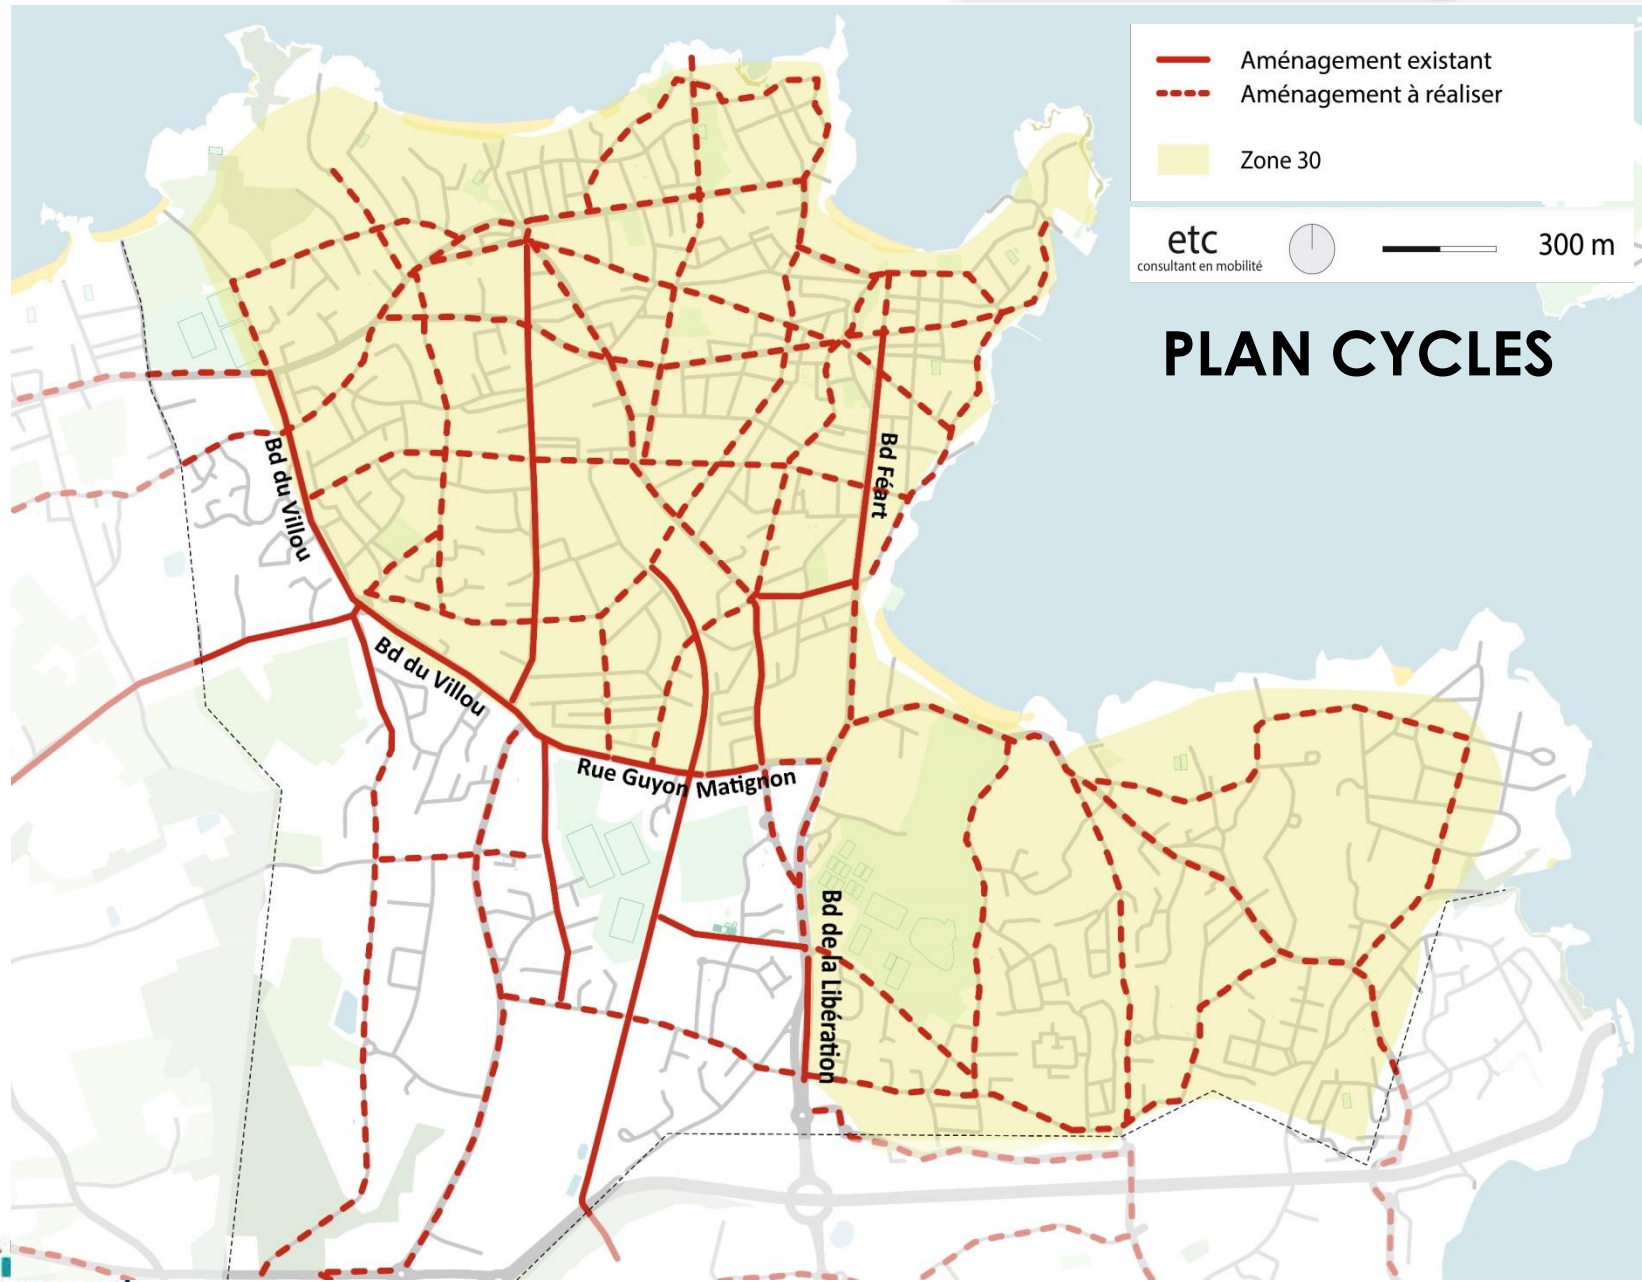 Aménagement existant
Aménagement à réaliser
Zone 30
etc
consultant en mobilité
300 m
PLAN CYCLES
Bd du Villou
Bd Féart
Bd du Villou
Rue Guyon Matignon
Bd de la Libération